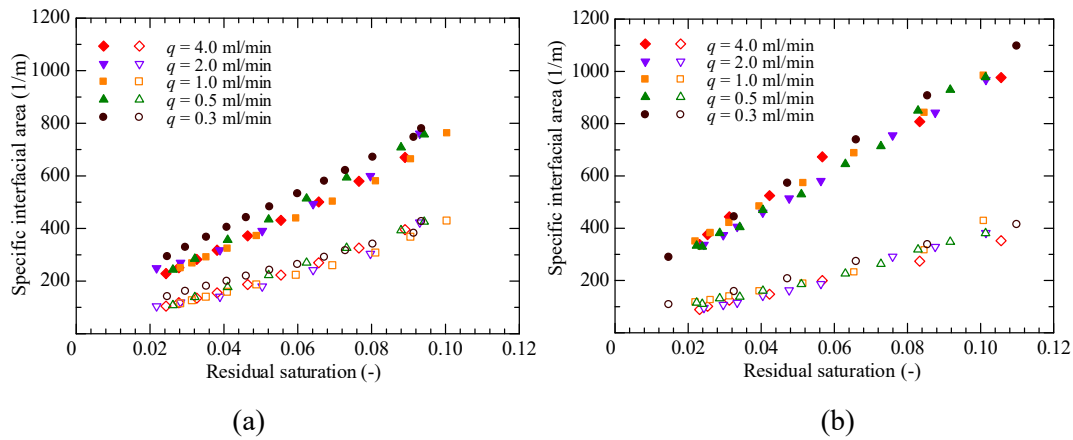 1200
1000
800
600
400
200
0
0.02
0.04
0.06
0.08
0.10
0.12
Specific interfacial area (1/m)
Residual saturation (-)
q = 4.0 ml/min
q = 2.0 ml/min
q = 1.0 ml/min
q = 0.5 ml/min
q = 0.3 ml/min
(a)
1200
1000
800
600
400
200
0
0.02
0.04
0.06
0.08
0.10
0.12
Specific interfacial area (1/m)
Residual saturation (-)
q = 4.0 ml/min
q = 2.0 ml/min
q = 1.0 ml/min
q = 0.5 ml/min
q = 0.3 ml/min
(b)